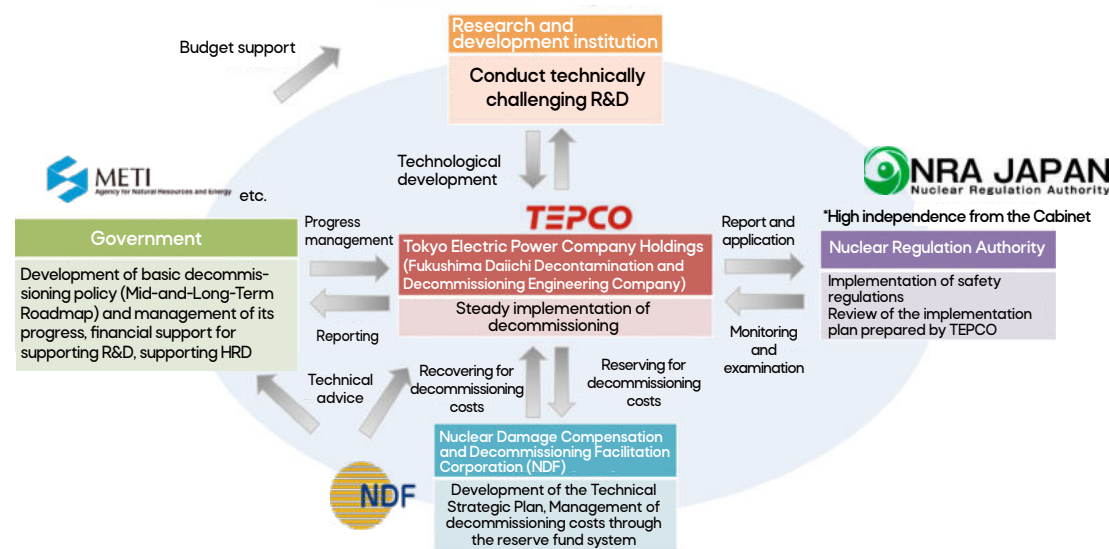 Research and
development institution
Conduct technically
challenging R&D
Budget support
Technological
development
METI
Agency for Natural Resources and Energy
etc.
Government
Development of basic decommis-
sioning policy (Mid-and-Long-Term
Roadmap) and management of its
progress, financial support for
supporting R&D, supporting HRD
Progress
management
Reporting
TEPCO
Tokyo Electric Power Company Holdings
(Fukushima Daiichi Decontamination and
Decommissioning Engineering Company)
Steady implementation of
decommissioning
Report and
application
Monitoring
and
examination
NRA JAPAN
Nuclear Regulation Authority
*High independence from the Cabinet
Nuclear Regulation Authority
Implementation of safety
regulations
Review of the implementation
plan prepared by TEPCO
Technical
advice
Recovering for
decommissioning
costs
Reserving for
decommissioning
costs
NDF
Nuclear Damage Compensation
and Decommissioning Facilitation
Corporation (NDF)
Development of the Technical
Strategic Plan, Management of
decommissioning costs through
the reserve fund system